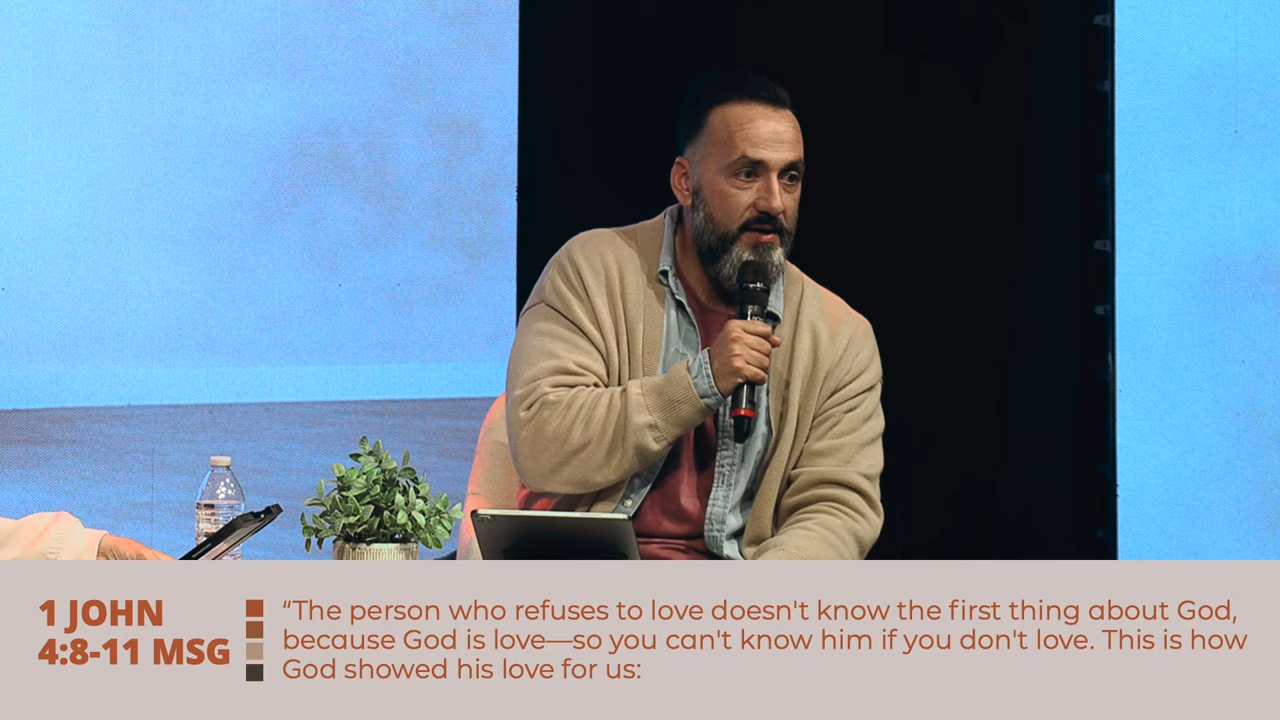 1 JOHN
4:8-11 MSG
“The person who refuses to love doesn't know the first thing about God,
because God is love—so you can't know him if you don't love. This is how
God showed his love for us: